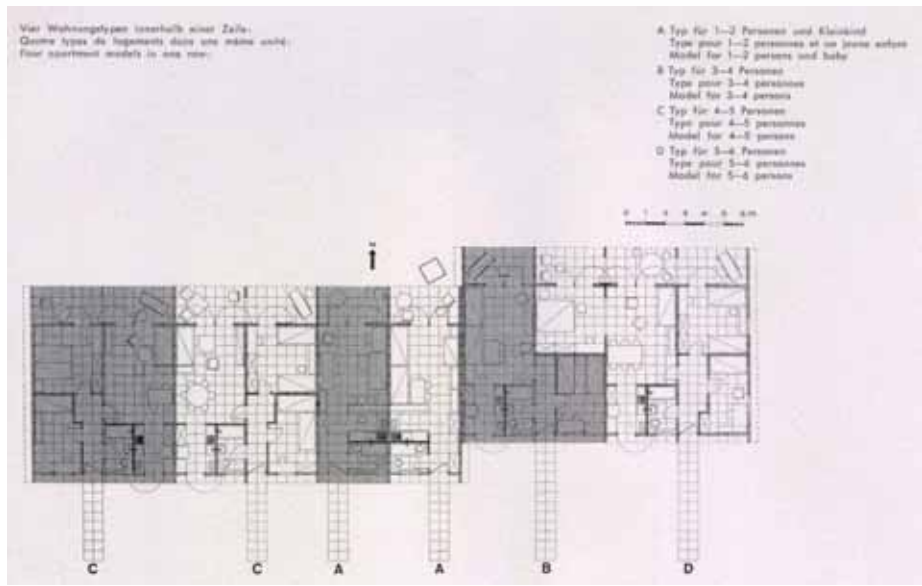 Vier Wohnungstypen innerhalb einer Zeile:
Quatre types de logements dans une même unité:
Four apartment models in one row:
A Typ für 1—2 Personen und Kleinkind
Type pour 1—2 personnes et un jeune enfant
Model for 1—2 persons und baby
B Typ für 3—4 Personen
Type pour 3—4 personnes
Model for 3—4 persons
C Typ für 4—5 Personen
Type pour 4—5 personnes
Model for 4—5 persons
D Typ für 5—6 Personen
Type pour 5—6 personnes
Model for 5—6 persons
C C A A B D